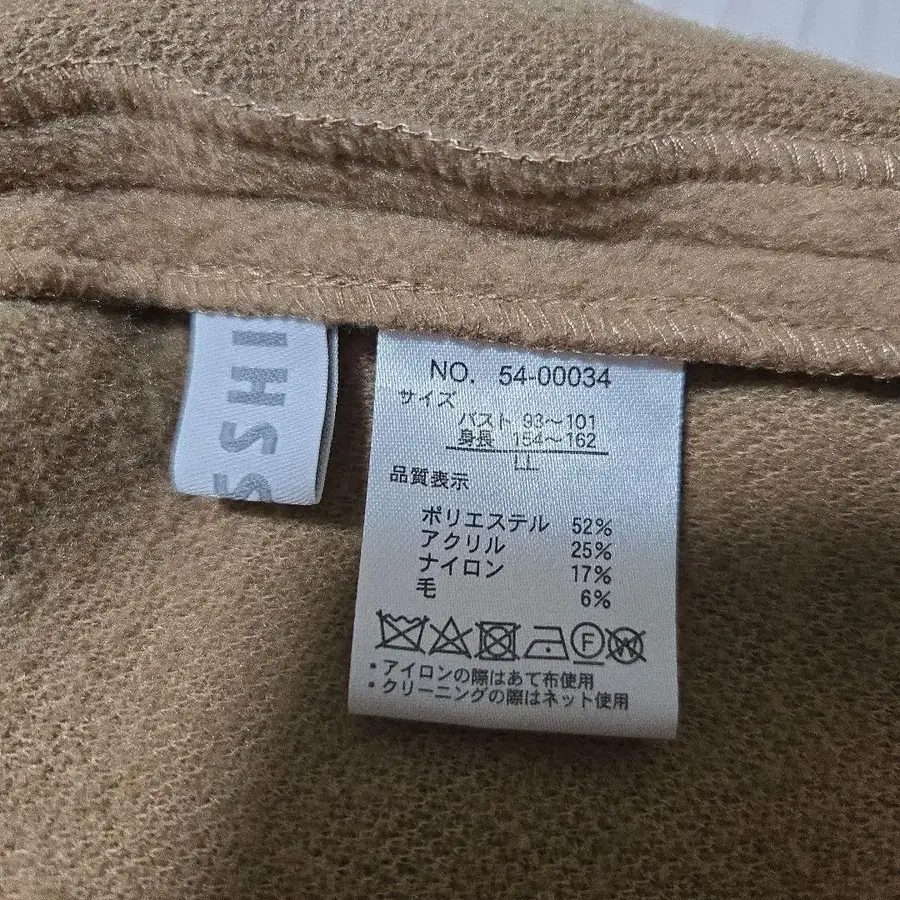 NO. 54-00034
サイズ
バスト 93～101
身長 154～162
LL
品質表示
ポリエステル 52%
アクリル 25%
ナイロン 17%
毛 6%
F W
・アイロンの際はあて布使用
・クリーニングの際はネット使用